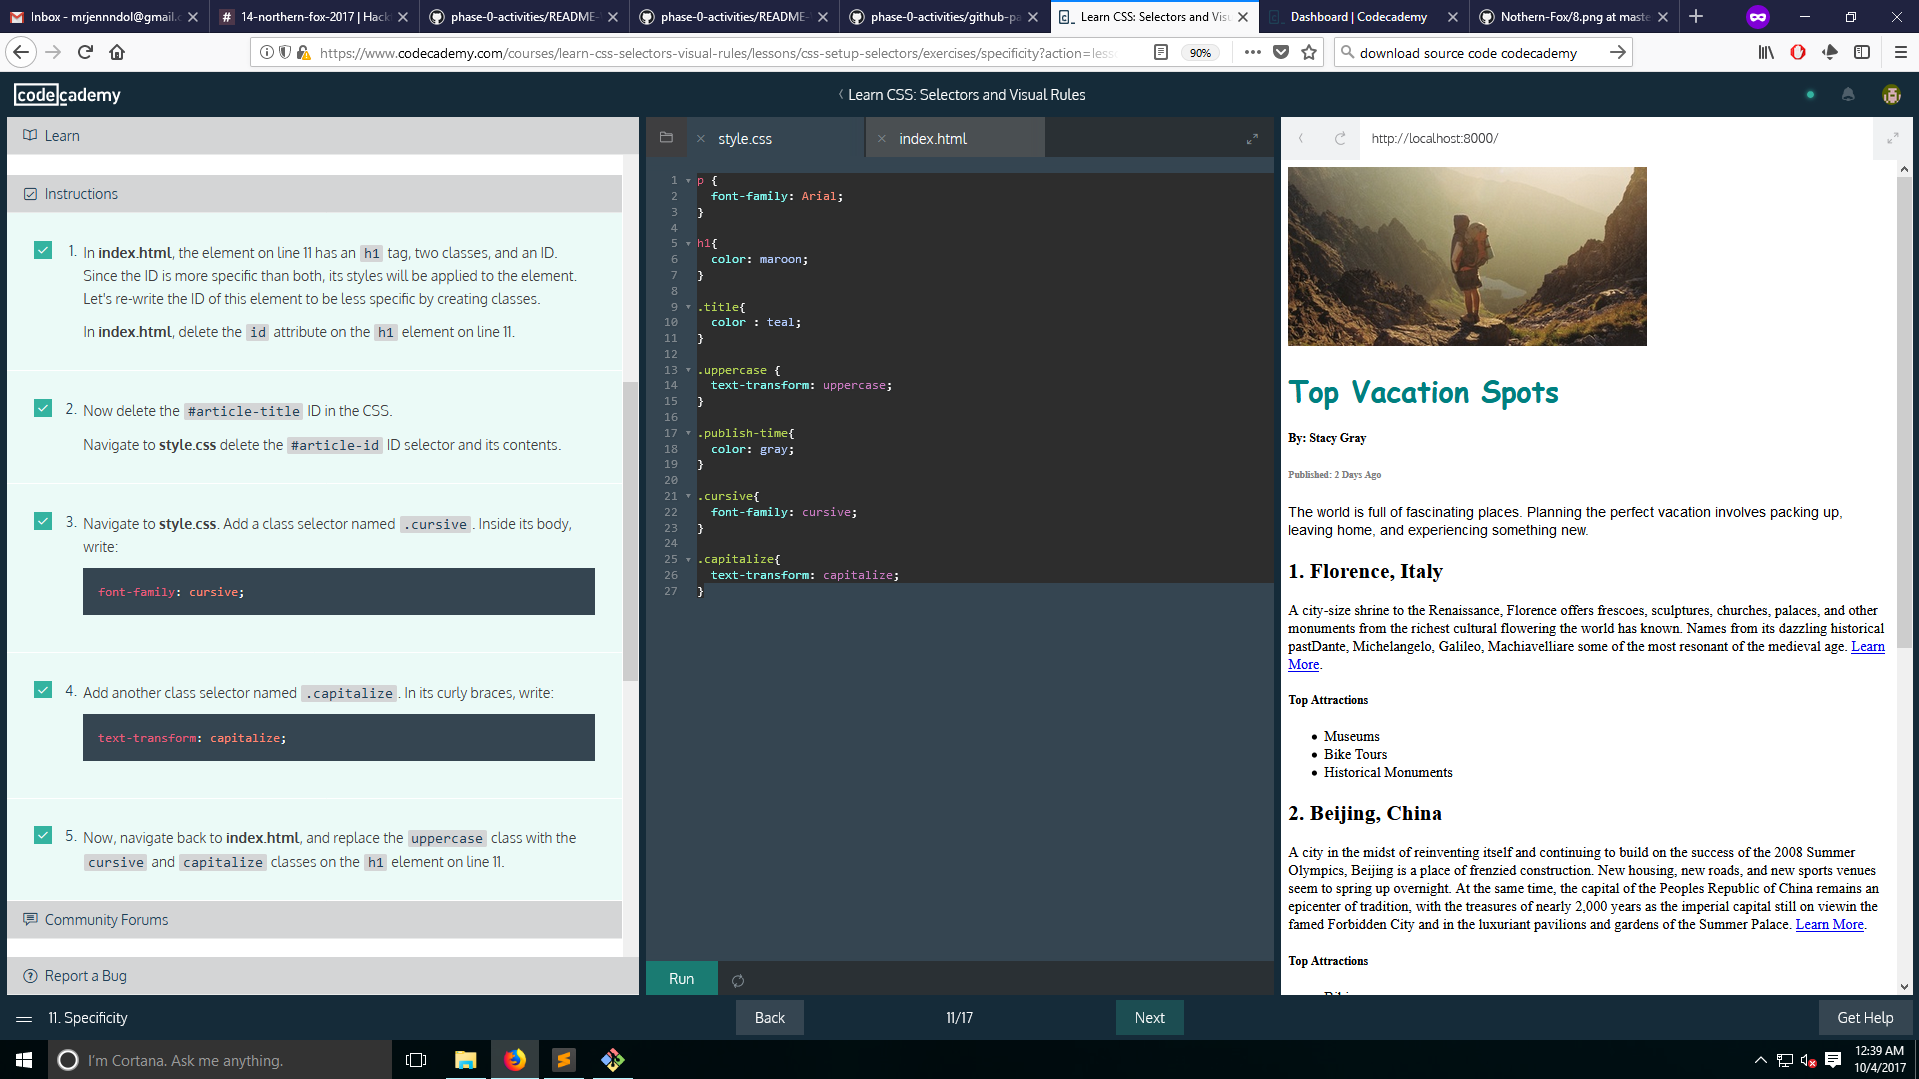 Inbox - mrjennndol@gmail.c
14-northern-fox-2017 | Hack
phase-0-activities/README-
phase-0-activities/README-
phase-0-activities/github-pa
Learn CSS: Selectors and Visu
Dashboard | Codecademy
Nothern-Fox/8.png at maste
https://www.codecademy.com/courses/learn-css-selectors-visual-rules/lessons/css-setup-selectors/exercises/specificity?action=less
90%
download source code codecademy
codecademy
Learn CSS: Selectors and Visual Rules
Learn
Instructions
1. In index.html, the element on line 11 has an h1 tag, two classes, and an ID.
Since the ID is more specific than both, its styles will be applied to the element.
Let's re-write the ID of this element to be less specific by creating classes.
In index.html, delete the id attribute on the h1 element on line 11.
2. Now delete the #article-title ID in the CSS.
Navigate to style.css delete the #article-id ID selector and its contents.
3. Navigate to style.css. Add a class selector named .cursive. Inside its body,
write:
font-family: cursive;
4. Add another class selector named .capitalize. In its curly braces, write:
text-transform: capitalize;
5. Now, navigate back to index.html, and replace the uppercase class with the
cursive and capitalize classes on the h1 element on line 11.
Community Forums
Report a Bug
style.css
index.html
1 p {
2 font-family: Arial;
3 }
4
5 h1{
6 color: maroon;
7 }
8
9 .title{
10 color : teal;
11 }
12
13 .uppercase {
14 text-transform: uppercase;
15 }
16
17 .publish-time{
18 color: gray;
19 }
20
21 .cursive{
22 font-family: cursive;
23 }
24
25 .capitalize{
26 text-transform: capitalize;
27 }
Run
http://localhost:8000/
Top Vacation Spots
By: Stacy Gray
Published: 2 Days Ago
The world is full of fascinating places. Planning the perfect vacation involves packing up,
leaving home, and experiencing something new.
1. Florence, Italy
A city-size shrine to the Renaissance, Florence offers frescoes, sculptures, churches, palaces, and other
monuments from the richest cultural flowering the world has known. Names from its dazzling historical
pastDante, Michelangelo, Galileo, Machiavelliare some of the most resonant of the medieval age. Learn
More.
Top Attractions
Museums
Bike Tours
Historical Monuments
2. Beijing, China
A city in the midst of reinventing itself and continuing to build on the success of the 2008 Summer
Olympics, Beijing is a place of frenzied construction. New housing, new roads, and new sports venues
seem to spring up overnight. At the same time, the capital of the Peoples Republic of China remains an
epicenter of tradition, with the treasures of nearly 2,000 years as the imperial capital still on viewin the
famed Forbidden City and in the luxuriant pavilions and gardens of the Summer Palace. Learn More.
Top Attractions
11. Specificity
Back
11/17
Next
Get Help
I'm Cortana. Ask me anything.
12:39 AM
10/4/2017